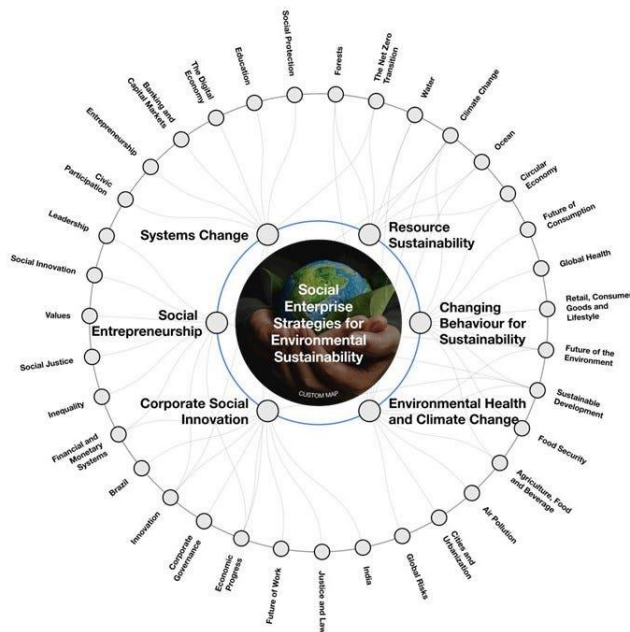 Social
Enterprise
Strategies for
Environmental
Sustainability
CUSTOM MAP
Systems Change
Resource
Sustainability
Changing
Behaviour for
Sustainability
Environmental Health
and Climate Change
Corporate Social
Innovation
Social
Entrepreneurship
Forests
The Net Zero
Transition
Water
Climate Change
Ocean
Circular
Economy
Future of
Consumption
Global Health
Retail, Consumer
Goods and
Lifestyle
Future of the
Environment
Sustainable
Development
Food Security
Agriculture, Food
and Beverage
Air Pollution
Cities and
Urbanization
Global Risks
India
Justice and Law
Future of Work
Economic
Progress
Corporate
Governance
Innovation
Brazil
Financial and
Monetary
Systems
Inequality
Social Justice
Values
Social Innovation
Leadership
Civic
Participation
Entrepreneurship
Banking and
Capital Markets
The Digital
Economy
Education
Social Protection